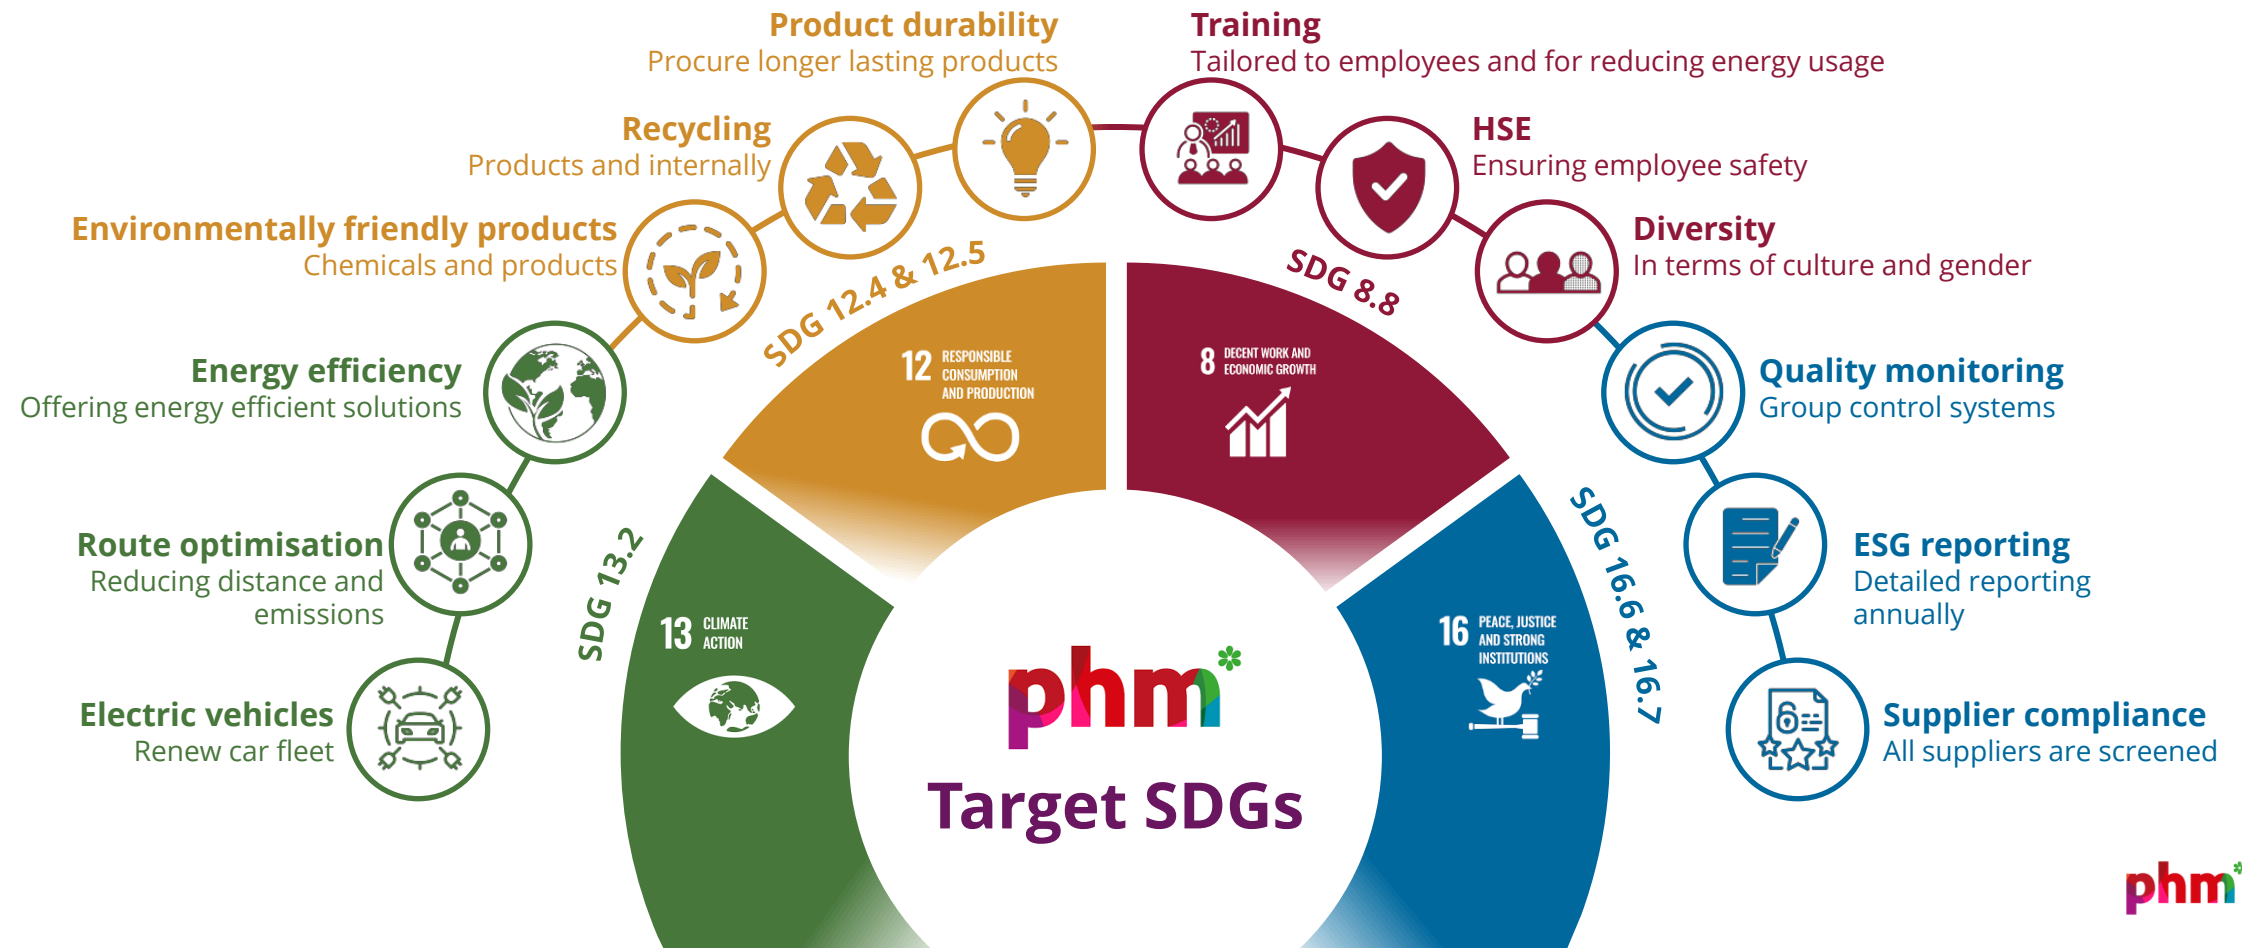 Product durability
Procure longer lasting products
Training
Tailored to employees and for reducing energy usage
Recycling
Products and internally
HSE
Ensuring employee safety
Environmentally friendly products
Chemicals and products
Diversity
In terms of culture and gender
SDG 12.4 & 12.5
SDG 8.8
Energy efficiency
Offering energy efficient solutions
12 RESPONSIBLE
CONSUMPTION
AND PRODUCTION
8 DECENT WORK AND
ECONOMIC GROWTH
Quality monitoring
Group control systems
Route optimisation
Reducing distance and
emissions
SDG 13.2
SDG 16.6 & 16.7
ESG reporting
Detailed reporting
annually
13 CLIMATE
ACTION
16 PEACE, JUSTICE
AND STRONG
INSTITUTIONS
Electric vehicles
Renew car fleet
phm
Target SDGs
Supplier compliance
All suppliers are screened
phm